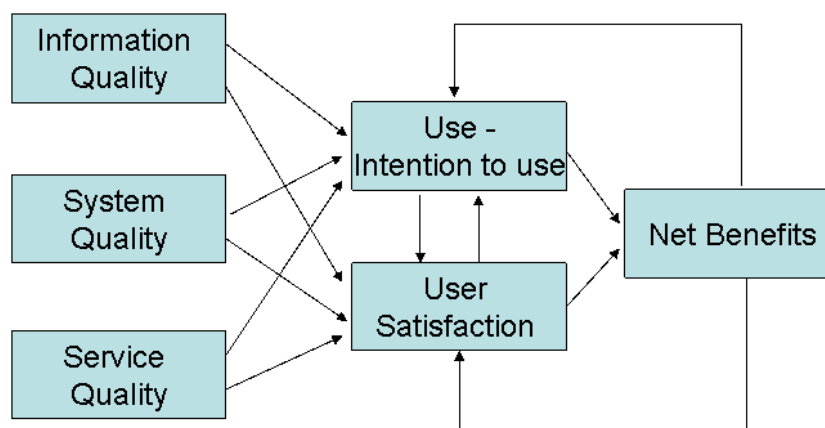 Information
Quality
Use -
Intention to use
System
Quality
Net Benefits
User
Satisfaction
Service
Quality